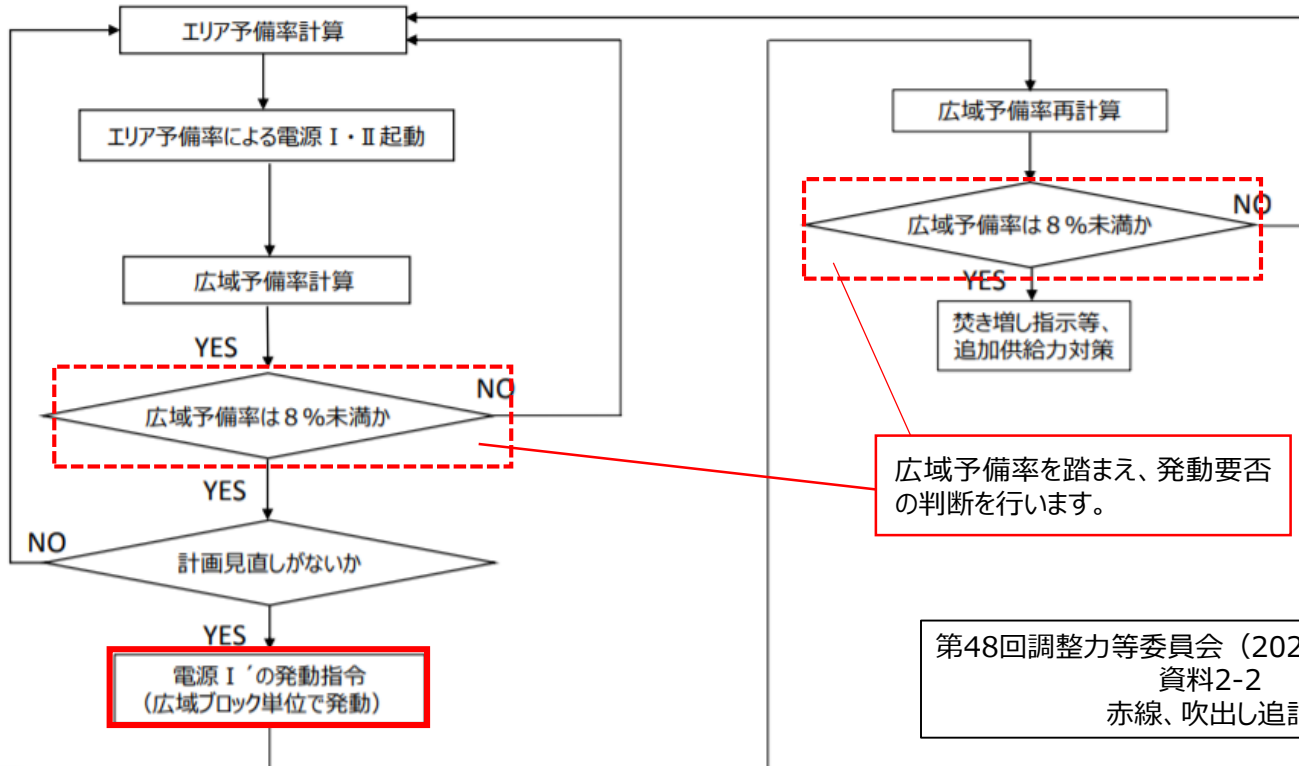 エリア予備率計算
エリア予備率による電源Ⅰ・Ⅱ起動
広域予備率計算
YES
広域予備率は８％未満か
NO
YES
計画見直しがないか
NO
YES
電源Ⅰ´の発動指令
（広域ブロック単位で発動）
広域予備率再計算
広域予備率は８％未満か
NO
YES
焚き増し指示等、
追加供給力対策
広域予備率を踏まえ、発動要否
の判断を行います。
第48回調整力等委員会（202
資料2-2
赤線、吹出し追